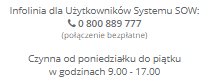 Infolinia dla Użytkowników Systemu SOW:
0 800 889 777
(połączenie bezpłatne)
Czynna od poniedziałku do piątku
w godzinach 9.00 - 17.00